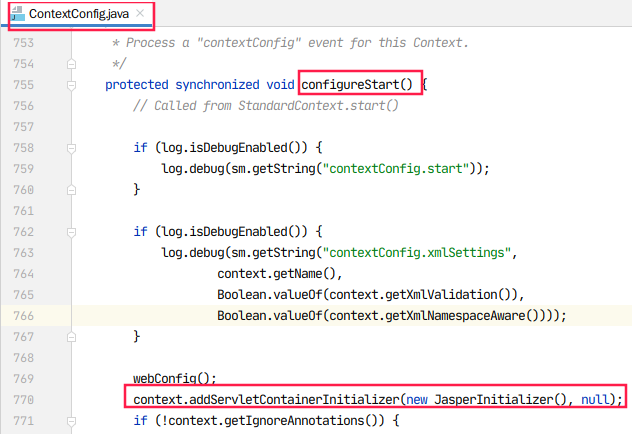 ContextConfig.java ×
753 * Process a "contextConfig" event for this Context.
754 */
755 protected synchronized void configureStart() {
756 // Called from StandardContext.start()
757
758 if (log.isDebugEnabled()) {
759 log.debug(sm.getString("contextConfig.start"));
760 }
761
762 if (log.isDebugEnabled()) {
763 log.debug(sm.getString("contextConfig.xmlSettings",
764 context.getName(),
765 Boolean.valueOf(context.getXmlValidation()),
766 Boolean.valueOf(context.getXmlNamespaceAware())));
767 }
768
769 webConfig();
770 context.addServletContainerInitializer(new JasperInitializer(), null);
771 if (!context.getIgnoreAnnotations()) {